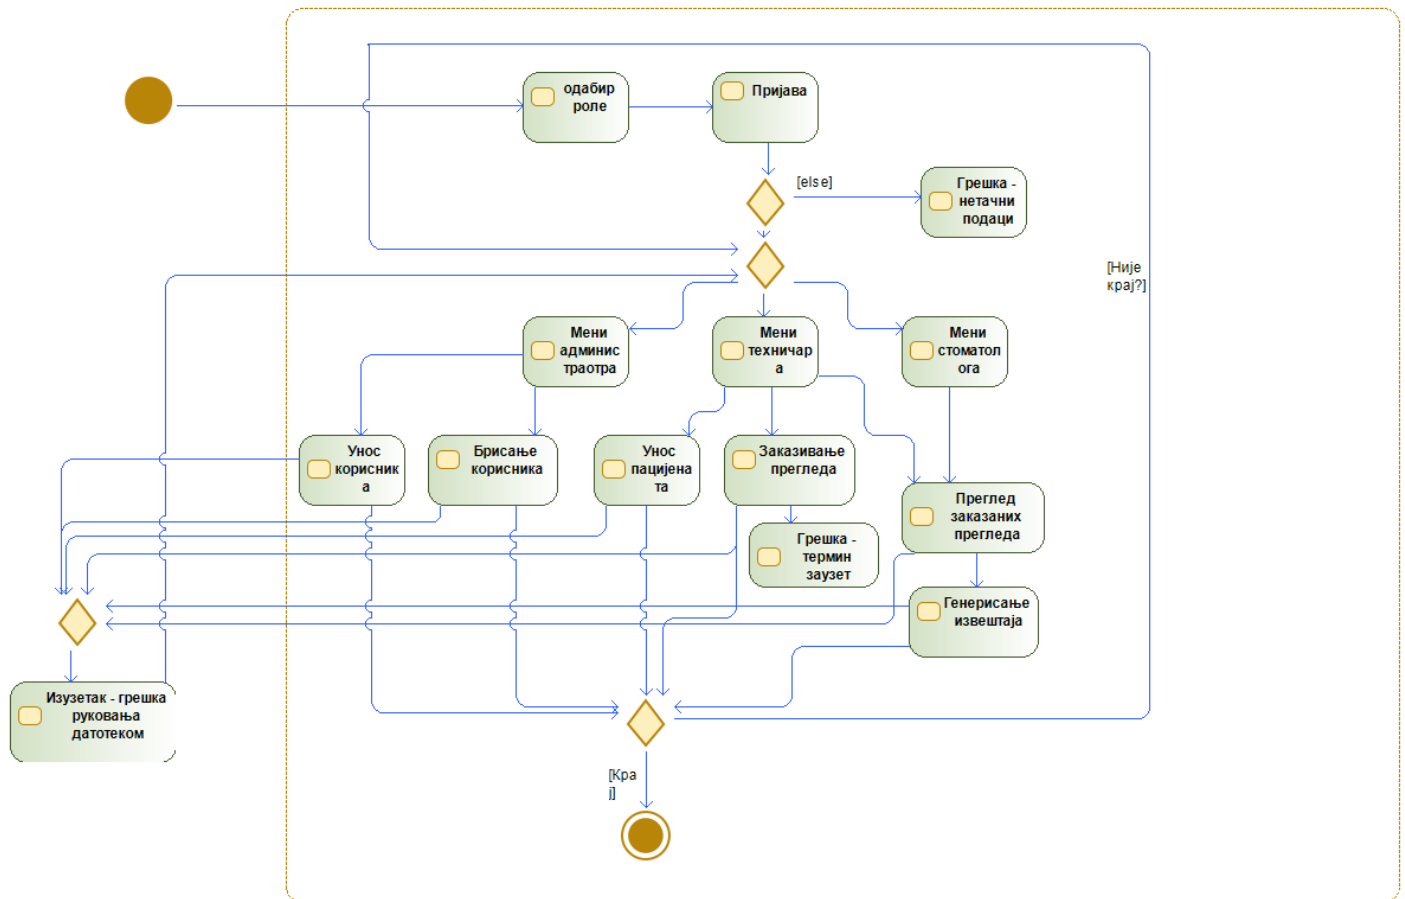 одабир
роле
Пријава
[else]
Грешка -
нетачни
подаци
[Није
крај?]
Мени
админис
траотра
Мени
техничар
а
Мени
стоматол
ога
Унос
корисник
а
Брисање
корисника
Унос
пацијена
та
Заказивање
прегледа
Преглед
заказаних
прегледа
Грешка -
термин
заузет
Генерисање
извештаја
Изузетак - грешка
руковања
датотеком
[Кра
ј]